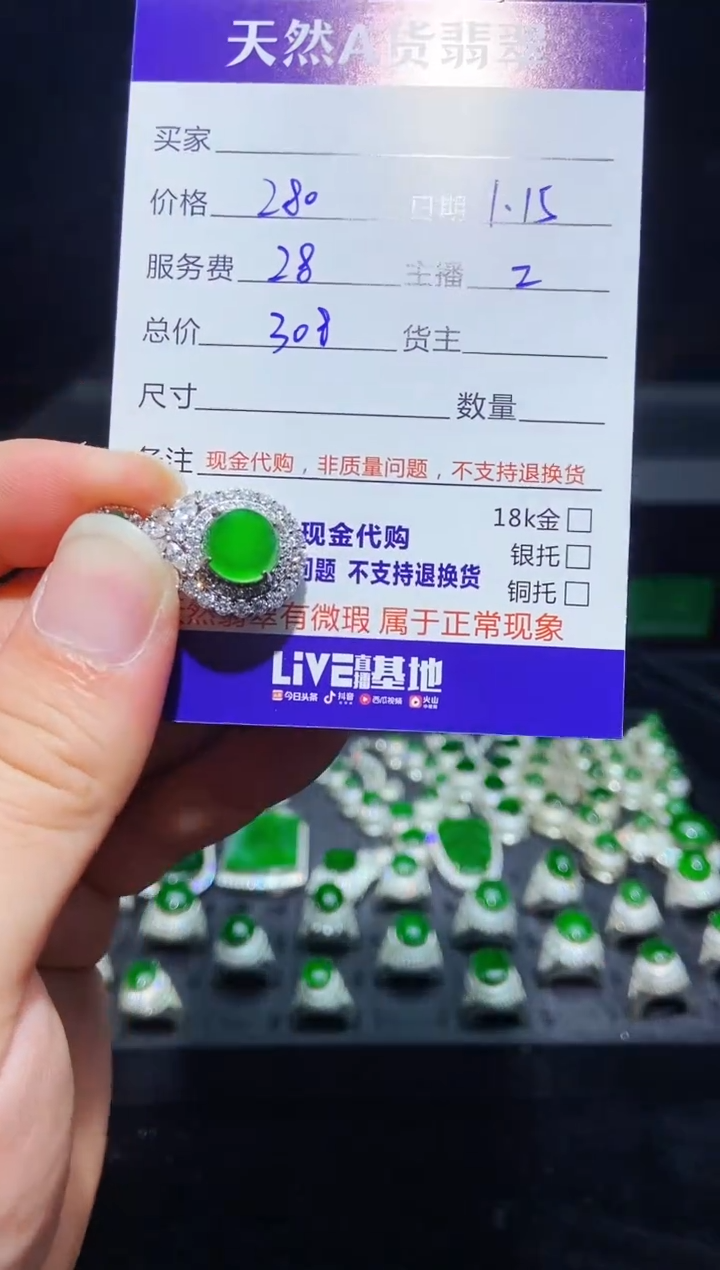 天然A货翡翠
买家
价格 280 日期 1.15
服务费 28 主播 2
总价 308 货主
尺寸 数量
备注 现金代购，非质量问题，不支持退换货
18k金
现金代购
银托
问题 不支持退换货
铜托
天然翡翠有微瑕 属于正常现象
LiVE直播基地
今日头条 抖音 西瓜视频 火山